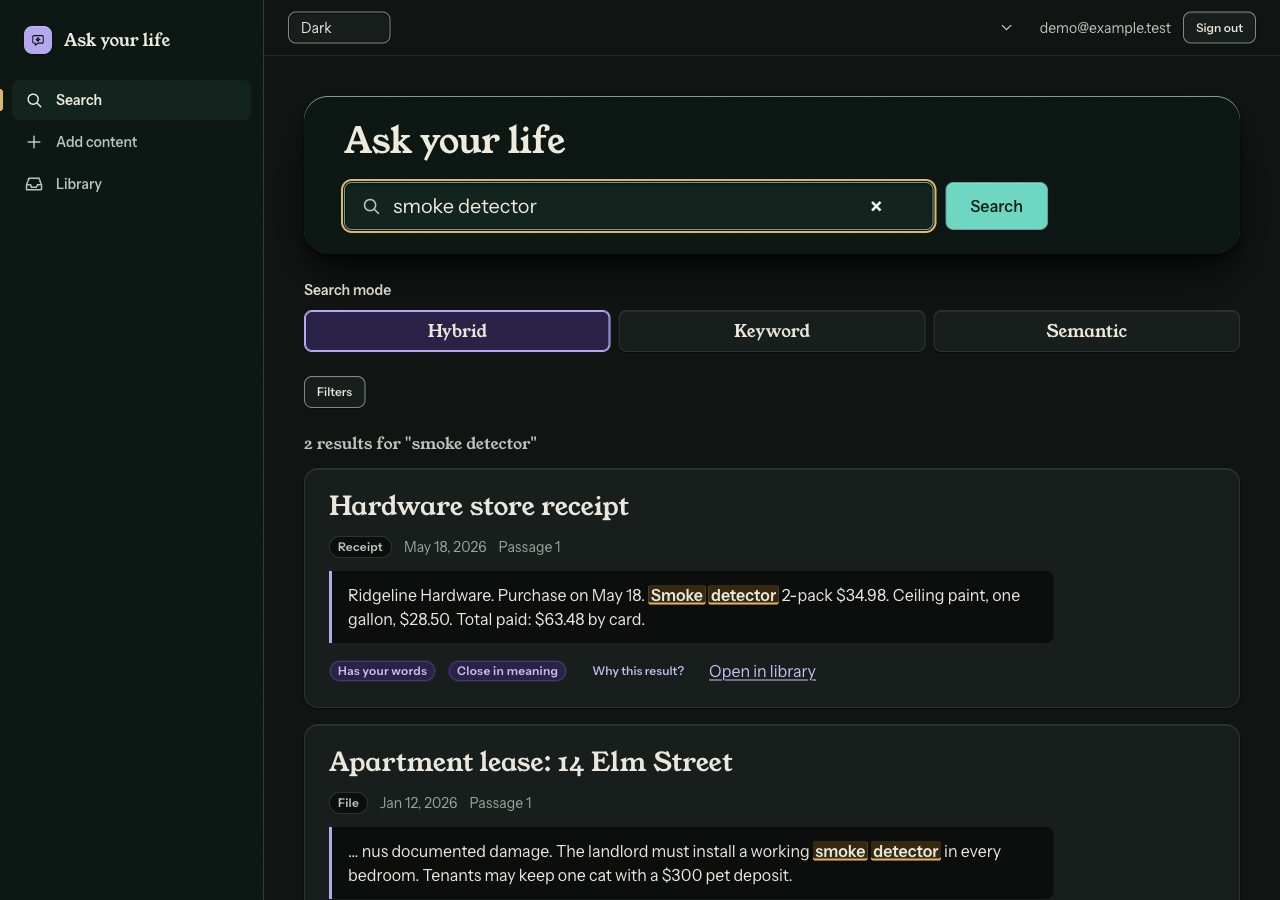 Ask your life
Search
Add content
Library
Dark
demo@example.test
Sign out
Ask your life
smoke detector
Search
Search mode
Hybrid
Keyword
Semantic
Filters
2 results for "smoke detector"
Hardware store receipt
Receipt May 18, 2026 Passage 1
Ridgeline Hardware. Purchase on May 18. Smoke detector 2-pack $34.98. Ceiling paint, one
gallon, $28.50. Total paid: $63.48 by card.
Has your words Close in meaning Why this result? Open in library
Apartment lease: 14 Elm Street
File Jan 12, 2026 Passage 1
... nus documented damage. The landlord must install a working smoke detector in every
bedroom. Tenants may keep one cat with a $300 pet deposit.